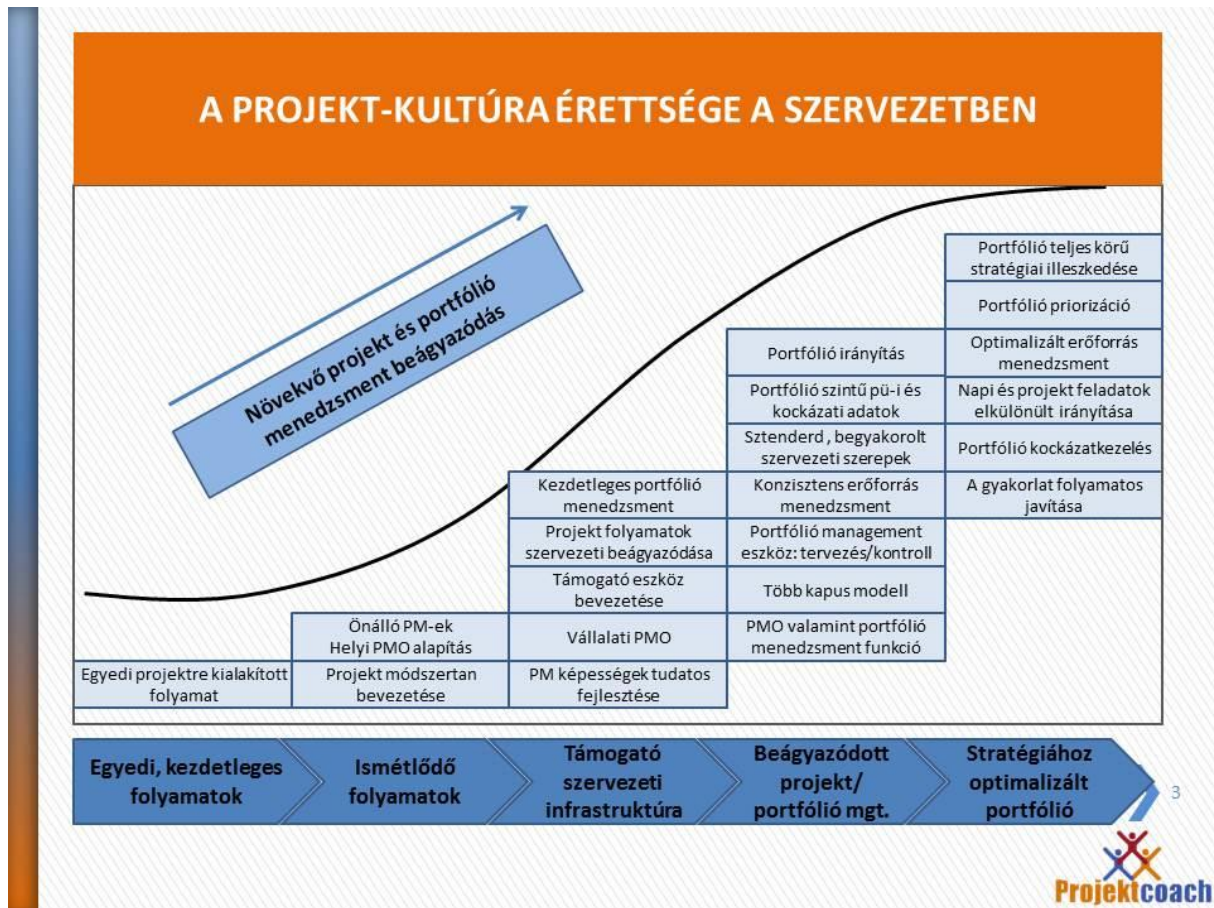 A PROJEKT-KULTÚRA ÉRETTSÉGE A SZERVEZETBEN
Növekvő projekt és portfólió
menedzsment beágyazódás
Egyedi projektre kialakított
folyamat
Önálló PM-ek
Helyi PMO alapítás
Projekt módszertan
bevezetése
Kezdetleges portfólió
menedzsment
Projekt folyamatok
szervezeti beágyazódása
Támogató eszköz
bevezetése
Vállalati PMO
PM képességek tudatos
fejlesztése
Portfólió irányítás
Portfólió szintű pü-i és
kockázati adatok
Sztenderd , begyakorolt
szervezeti szerepek
Konzisztens erőforrás
menedzsment
Portfólió management
eszköz: tervezés/kontroll
Több kapus modell
PMO valamint portfólió
menedzsment funkció
Portfólió teljes körű
stratégiai illeszkedése
Portfólió priorizáció
Optimalizált erőforrás
menedzsment
Napi és projekt feladatok
elkülönült irányítása
Portfólió kockázatkezelés
A gyakorlat folyamatos
javítása
Egyedi, kezdetleges
folyamatok
Ismétlődő
folyamatok
Támogató
szervezeti
infrastruktúra
Beágyazódott
projekt/
portfólió mgt.
Stratégiához
optimalizált
portfólió
3
Projektcoach